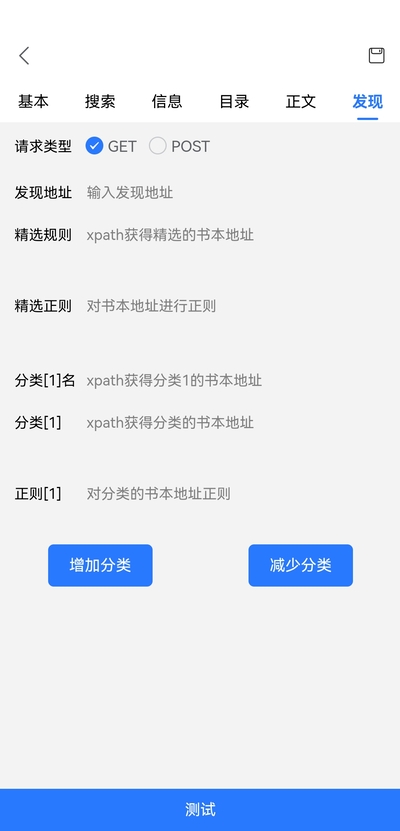 基本 搜索 信息 目录 正文 发现
请求类型 GET POST
发现地址 输入发现地址
精选规则 xpath获得精选的书本地址
精选正则 对书本地址进行正则
分类[1]名 xpath获得分类1的书本地址
分类[1] xpath获得分类的书本地址
正则[1] 对分类的书本地址正则
增加分类 减少分类
测试